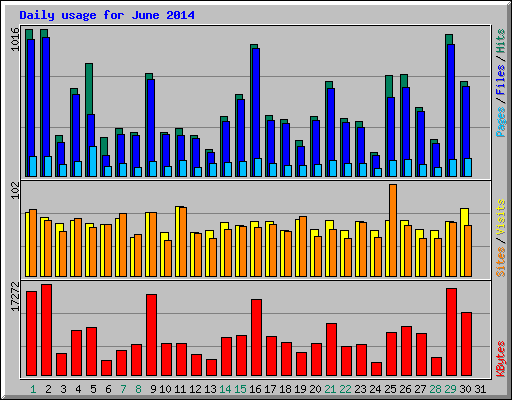 Daily usage for June 2014
1016
Pages/Files/Hits
102
Sites/Visits
17272
KBytes
1 2 3 4 5 6 7 8 9 10 11 12 13 14 15 16 17 18 19 20 21 22 23 24 25 26 27 28 29 30 31